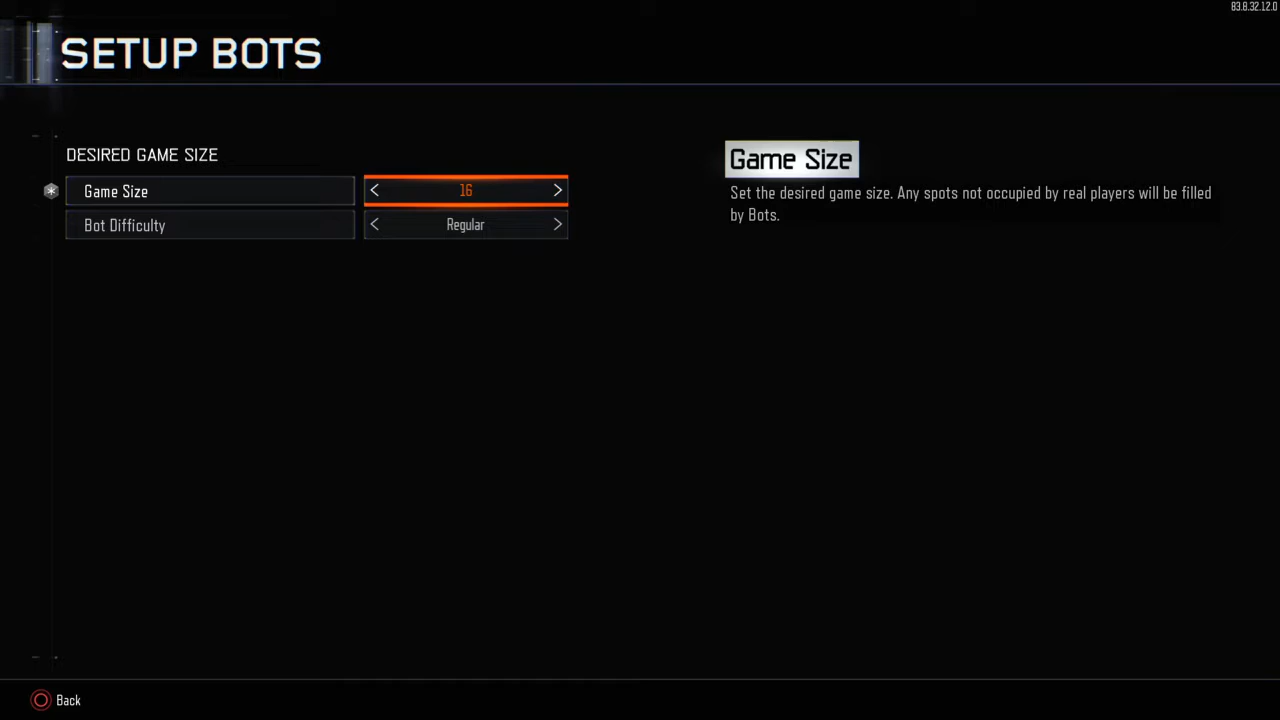 83.8.32.12.0
SETUP BOTS
DESIRED GAME SIZE
Game Size
16
Bot Difficulty
Regular
Game Size
Set the desired game size. Any spots not occupied by real players will be filled
by Bots.
Back